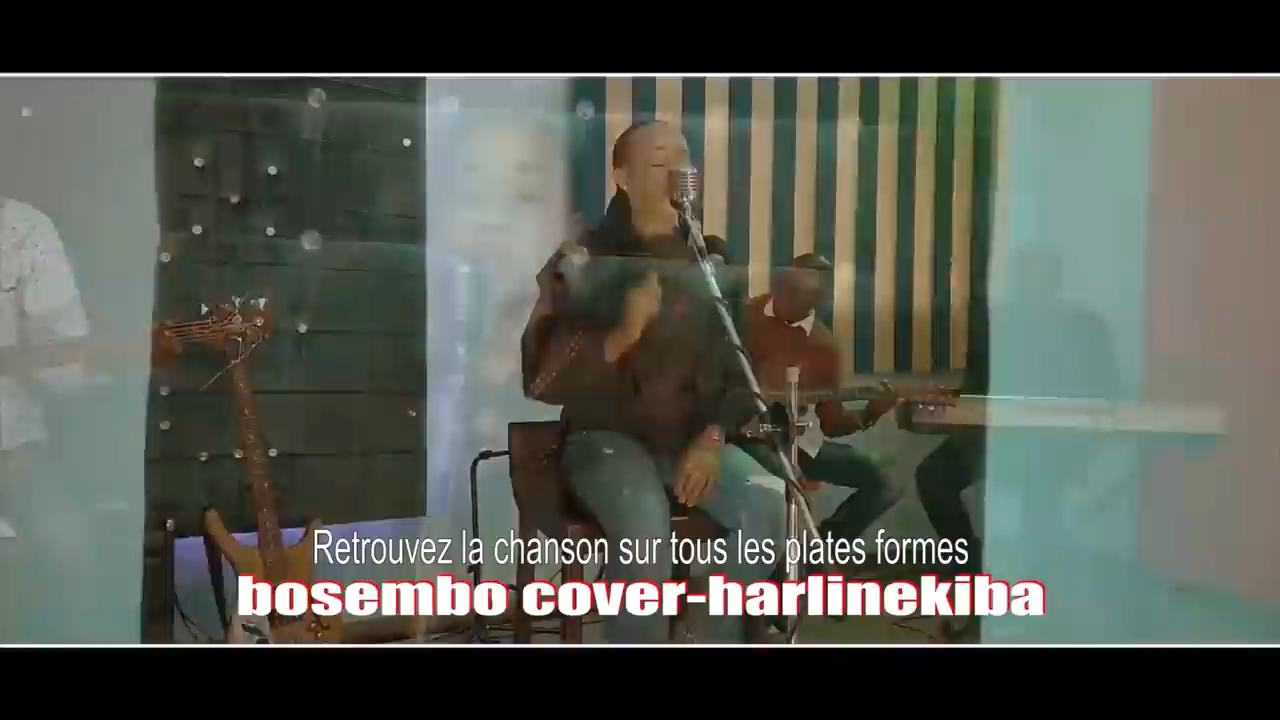 Retrouvez la chanson sur tous les plates formes
bosembo cover-harlinekiba